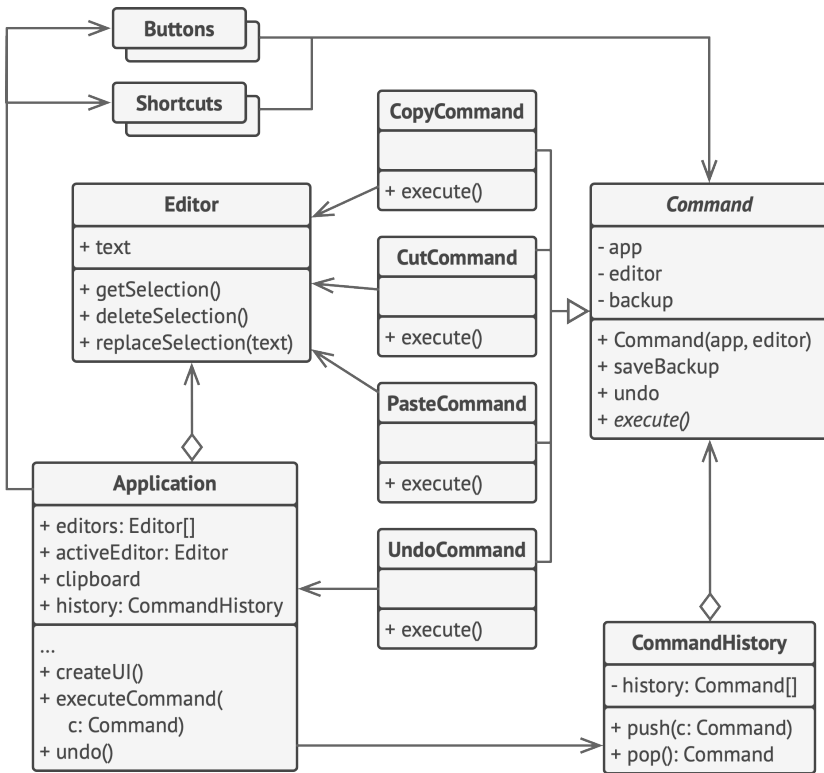 Buttons
Shortcuts
CopyCommand
+ execute()
Editor
+ text
+ getSelection()
+ deleteSelection()
+ replaceSelection(text)
CutCommand
+ execute()
Command
- app
- editor
- backup
+ Command(app, editor)
+ saveBackup
+ undo
+ execute()
PasteCommand
+ execute()
Application
+ editors: Editor[]
+ activeEditor: Editor
+ clipboard
+ history: CommandHistory
...
+ createUI()
+ executeCommand(
c: Command)
+ undo()
UndoCommand
+ execute()
CommandHistory
- history: Command[]
+ push(c: Command)
+ pop(): Command